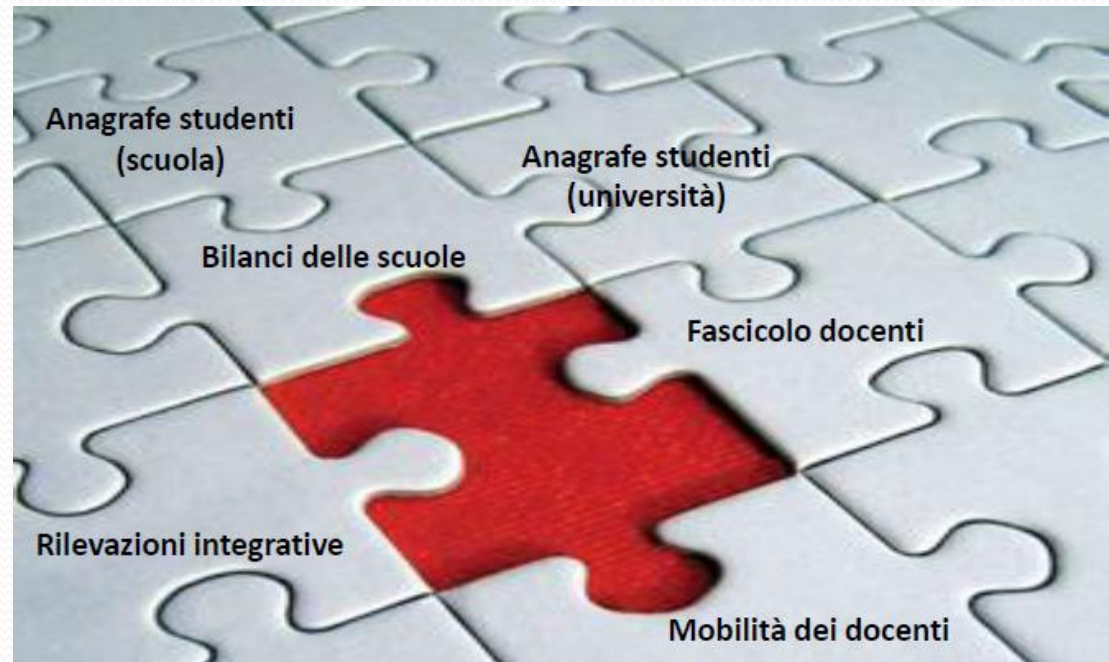 Anagrafe studenti
(scuola)
Anagrafe studenti
(università)
Bilanci delle scuole
Fascicolo docenti
Rilevazioni integrative
Mobilità dei docenti